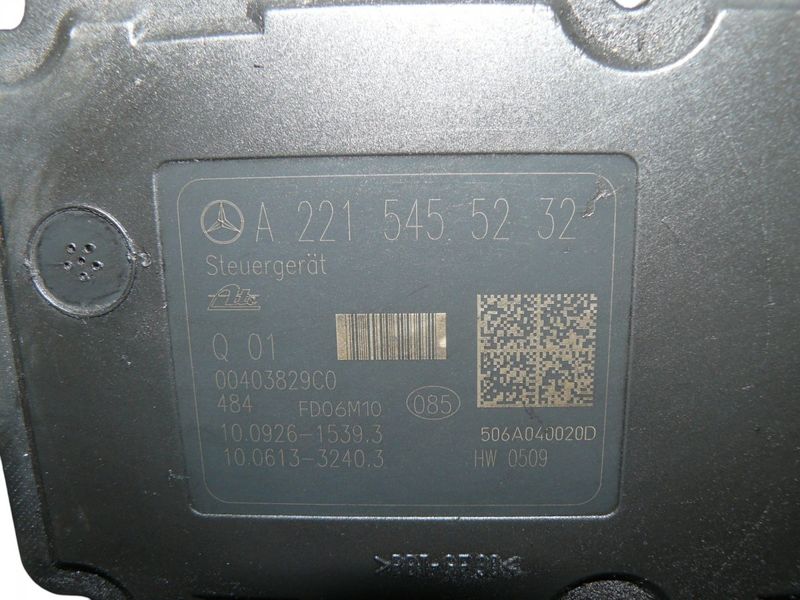 A 221 545 52 32
Steuergerät
Ate
Q 01
00403829C0
484 FD06M10 085
10.0926-1539.3 506A040020D
10.0613-3240.3 HW 0509